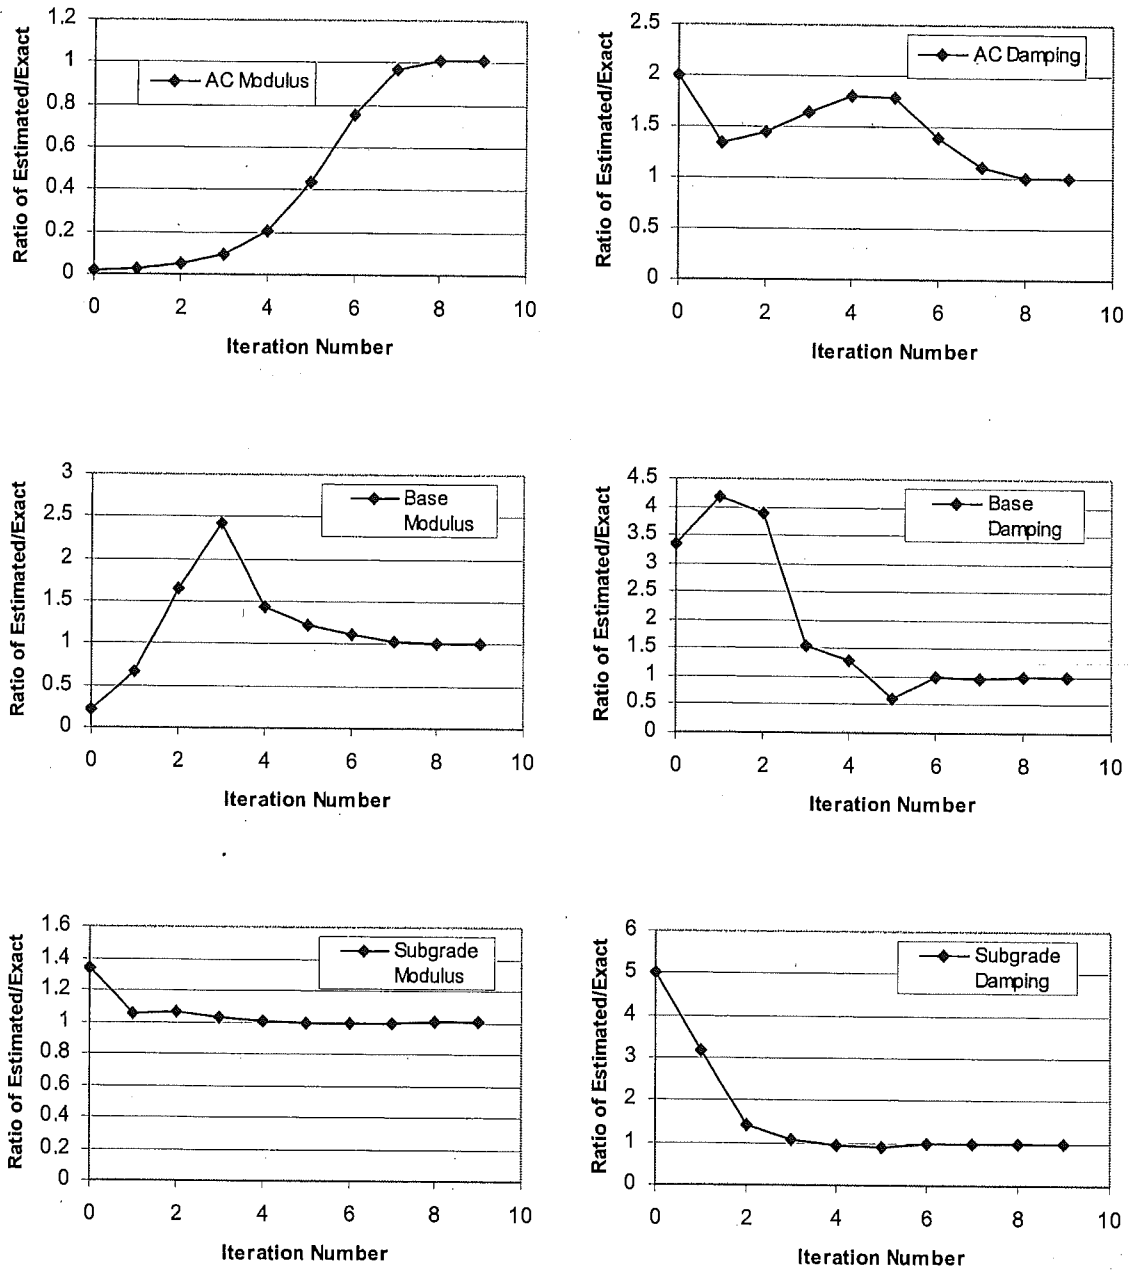 Ratio of Estimated/Exact
1.2
1
0.8
0.6
0.4
0.2
0
AC Modulus
0 2 4 6 8 10
Iteration Number
Ratio of Estimated/Exact
2.5
2
1.5
1
0.5
0
AC Damping
0 2 4 6 8 10
Iteration Number
Ratio of Estimated/Exact
3
2.5
2
1.5
1
0.5
0
Base
Modulus
0 2 4 6 8 10
Iteration Number
Ratio of Estimated/Exact
4.5
4
3.5
3
2.5
2
1.5
1
0.5
0
Base
Damping
0 2 4 6 8 10
Iteration Number
Ratio of Estimated/Exact
1.6
1.4
1.2
1
0.8
0.6
0.4
0.2
0
Subgrade
Modulus
0 2 4 6 8 10
Iteration Number
Ratio of Estimated/Exact
6
5
4
3
2
1
0
Subgrade
Damping
0 2 4 6 8 10
Iteration Number